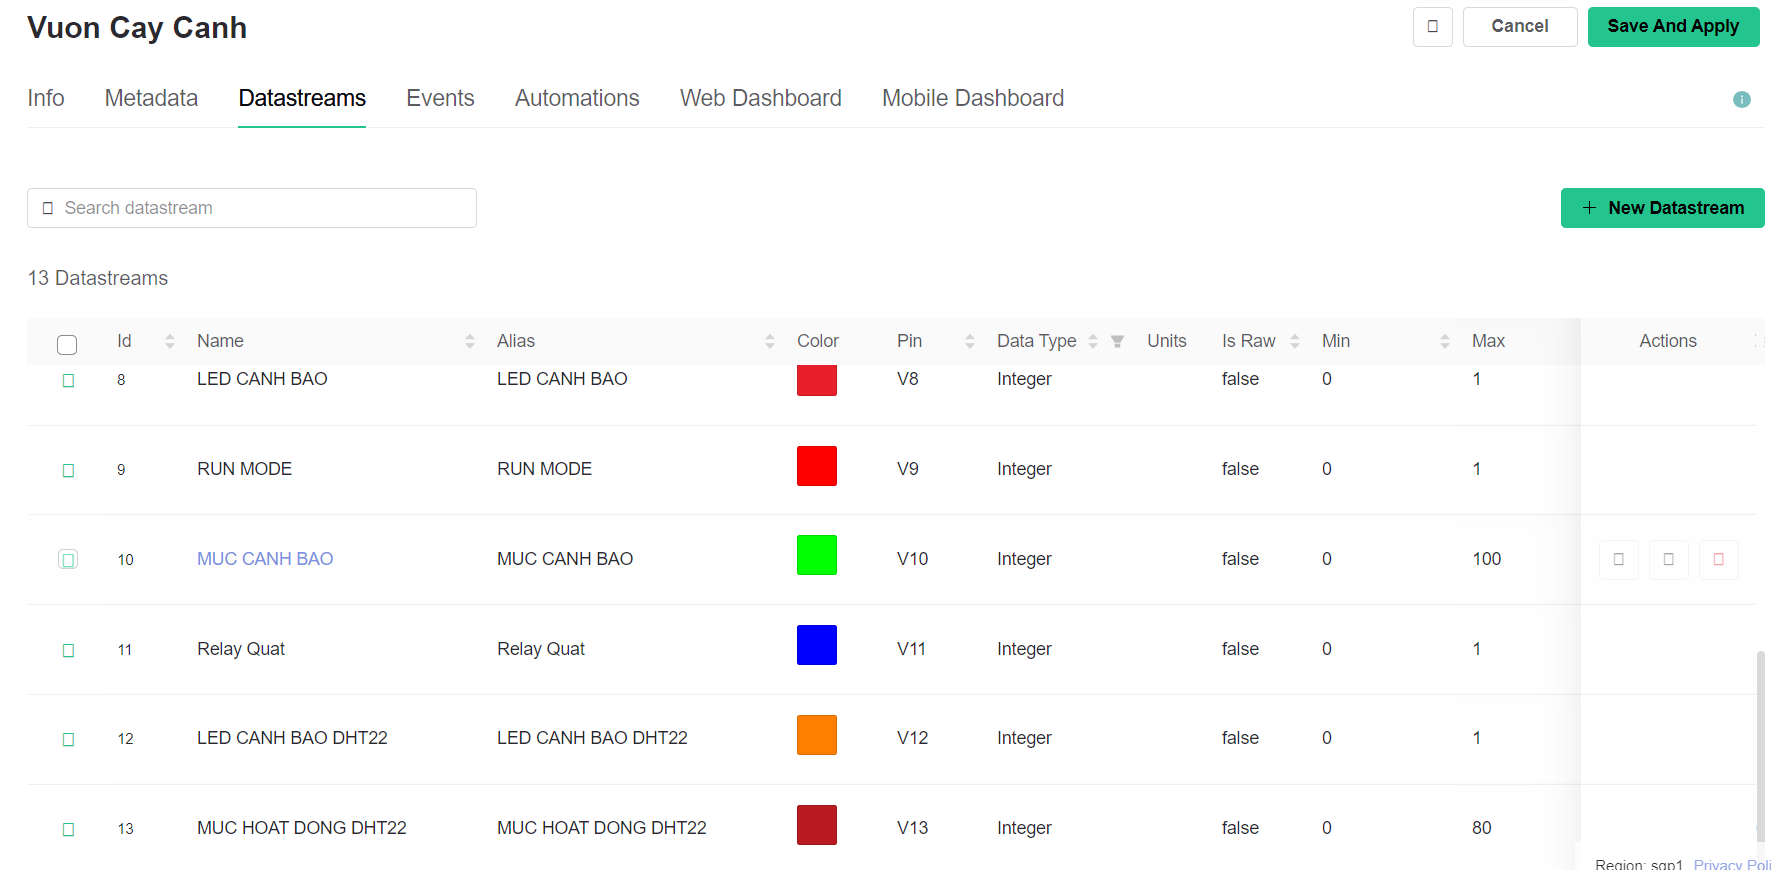 Vuon Cay Canh
Cancel
Save And Apply
Info Metadata Datastreams Events Automations Web Dashboard Mobile Dashboard
Search datastream
New Datastream
13 Datastreams
Id Name Alias Color Pin Data Type Units Is Raw Min Max Actions
8 LED CANH BAO LED CANH BAO V8 Integer false 0 1
9 RUN MODE RUN MODE V9 Integer false 0 1
10 MUC CANH BAO MUC CANH BAO V10 Integer false 0 100
11 Relay Quat Relay Quat V11 Integer false 0 1
12 LED CANH BAO DHT22 LED CANH BAO DHT22 V12 Integer false 0 1
13 MUC HOAT DONG DHT22 MUC HOAT DONG DHT22 V13 Integer false 0 80
Region: sgp1 Privacy Poli